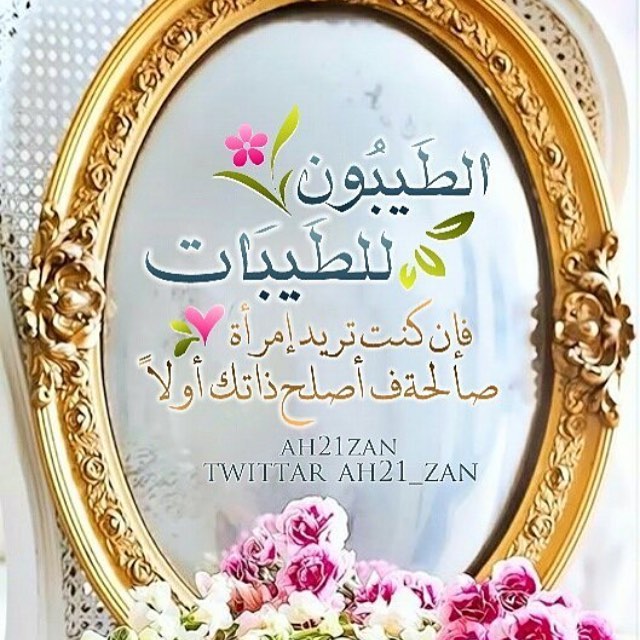 الطَيبُون
للطَيبَات
فإن كنت تريد إمرأة
صالحة ف أصلح ذاتك أولاً
AH21ZAN
TWITTAR AH21_ZAN